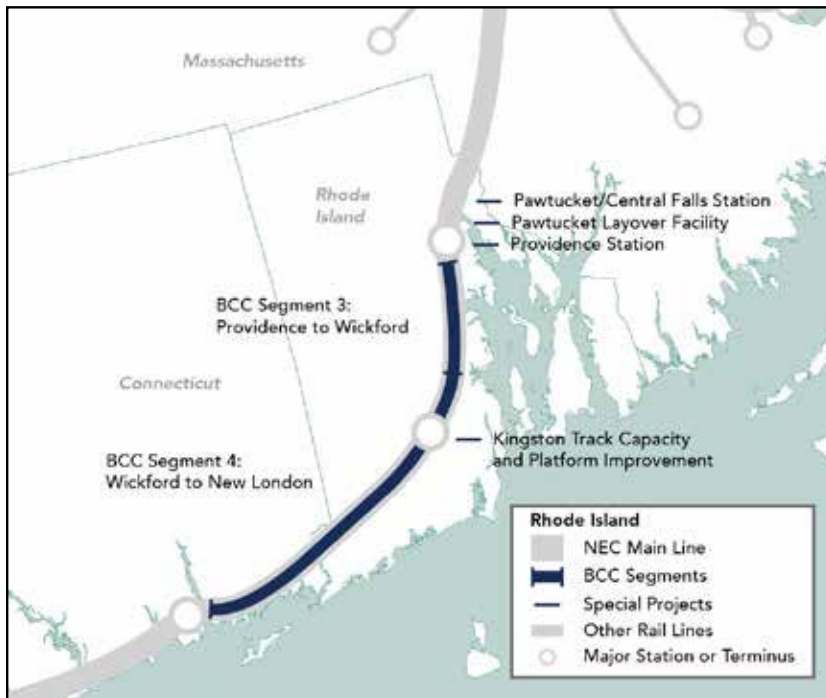 Massachusetts
Rhode
Island
Pawtucket/Central Falls Station
Pawtucket Layover Facility
Providence Station
BCC Segment 3:
Providence to Wickford
Connecticut
Kingston Track Capacity
and Platform Improvement
BCC Segment 4:
Wickford to New London
Rhode Island
NEC Main Line
BCC Segments
Special Projects
Other Rail Lines
Major Station or Terminus